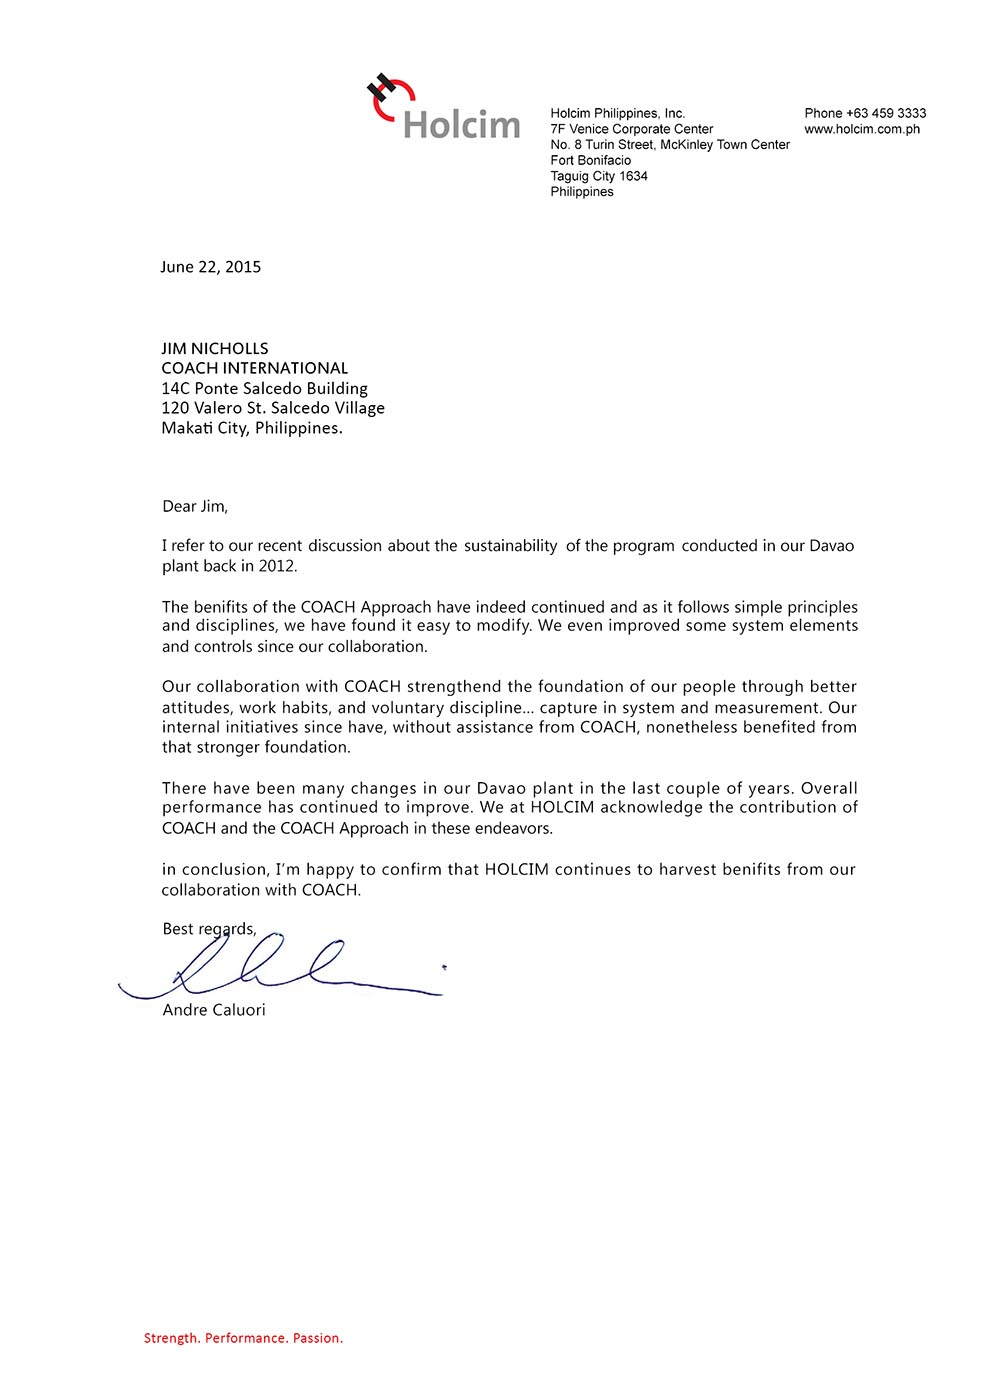 Holcim
Holcim Philippines, Inc.
7F Venice Corporate Center
No. 8 Turin Street, McKinley Town Center
Fort Bonifacio
Taguig City 1634
Philippines
Phone +63 459 3333
www.holcim.com.ph
June 22, 2015
JIM NICHOLLS
COACH INTERNATIONAL
14C Ponte Salcedo Building
120 Valero St. Salcedo Village
Makati City, Philippines.
Dear Jim,
I refer to our recent discussion about the sustainability of the program conducted in our Davao
plant back in 2012.
The benifits of the COACH Approach have indeed continued and as it follows simple principles
and disciplines, we have found it easy to modify. We even improved some system elements
and controls since our collaboration.
Our collaboration with COACH strengthend the foundation of our people through better
attitudes, work habits, and voluntary discipline... capture in system and measurement. Our
internal initiatives since have, without assistance from COACH, nonetheless benefited from
that stronger foundation.
There have been many changes in our Davao plant in the last couple of years. Overall
performance has continued to improve. We at HOLCIM acknowledge the contribution of
COACH and the COACH Approach in these endeavors.
in conclusion, I'm happy to confirm that HOLCIM continues to harvest benifits from our
collaboration with COACH.
Best regards,
Andre Caluori
Strength. Performance. Passion.